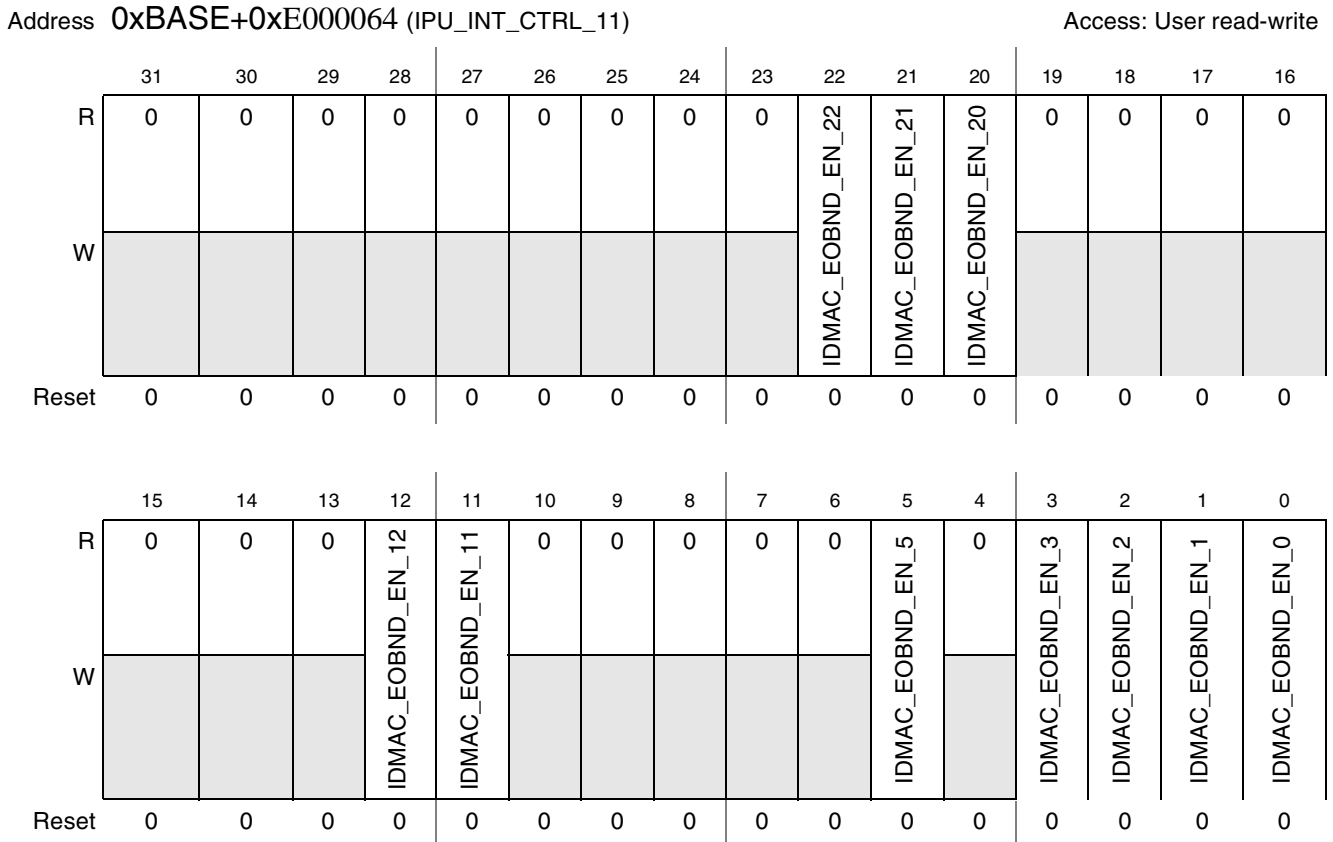 Address 0xBASE+0xE000064 (IPU_INT_CTRL_11) Access: User read-write
31 30 29 28 27 26 25 24 23 22 21 20 19 18 17 16
R 0 0 0 0 0 0 0 0 0 IDMAC_EOBND_EN_22 IDMAC_EOBND_EN_21 IDMAC_EOBND_EN_20 0 0 0 0
W
Reset 0 0 0 0 0 0 0 0 0 0 0 0 0 0 0 0
15 14 13 12 11 10 9 8 7 6 5 4 3 2 1 0
R 0 0 0 IDMAC_EOBND_EN_12 IDMAC_EOBND_EN_11 0 0 0 0 0 IDMAC_EOBND_EN_5 0 IDMAC_EOBND_EN_3 IDMAC_EOBND_EN_2 IDMAC_EOBND_EN_1 IDMAC_EOBND_EN_0
W
Reset 0 0 0 0 0 0 0 0 0 0 0 0 0 0 0 0